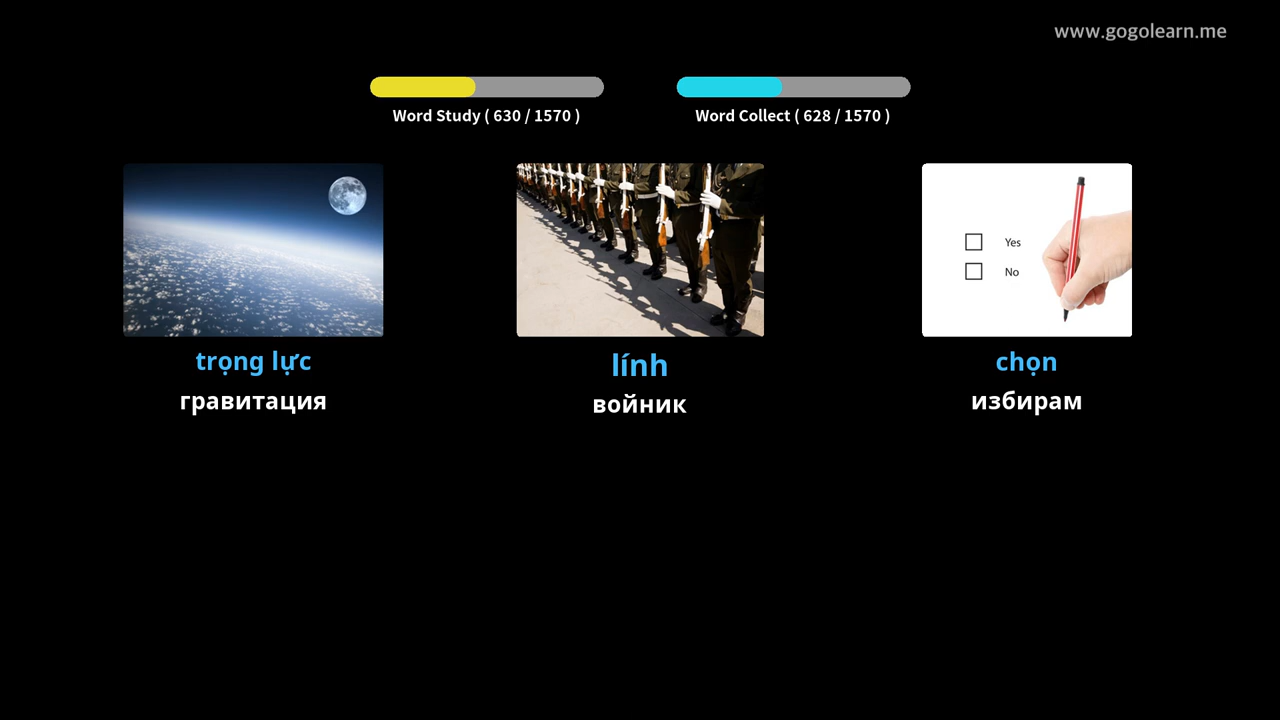 www.gogolearn.me
Word Study ( 630 / 1570 )
Word Collect ( 628 / 1570 )
Yes
No
trọng lực
lính
chọn
гравитация
войник
избирам